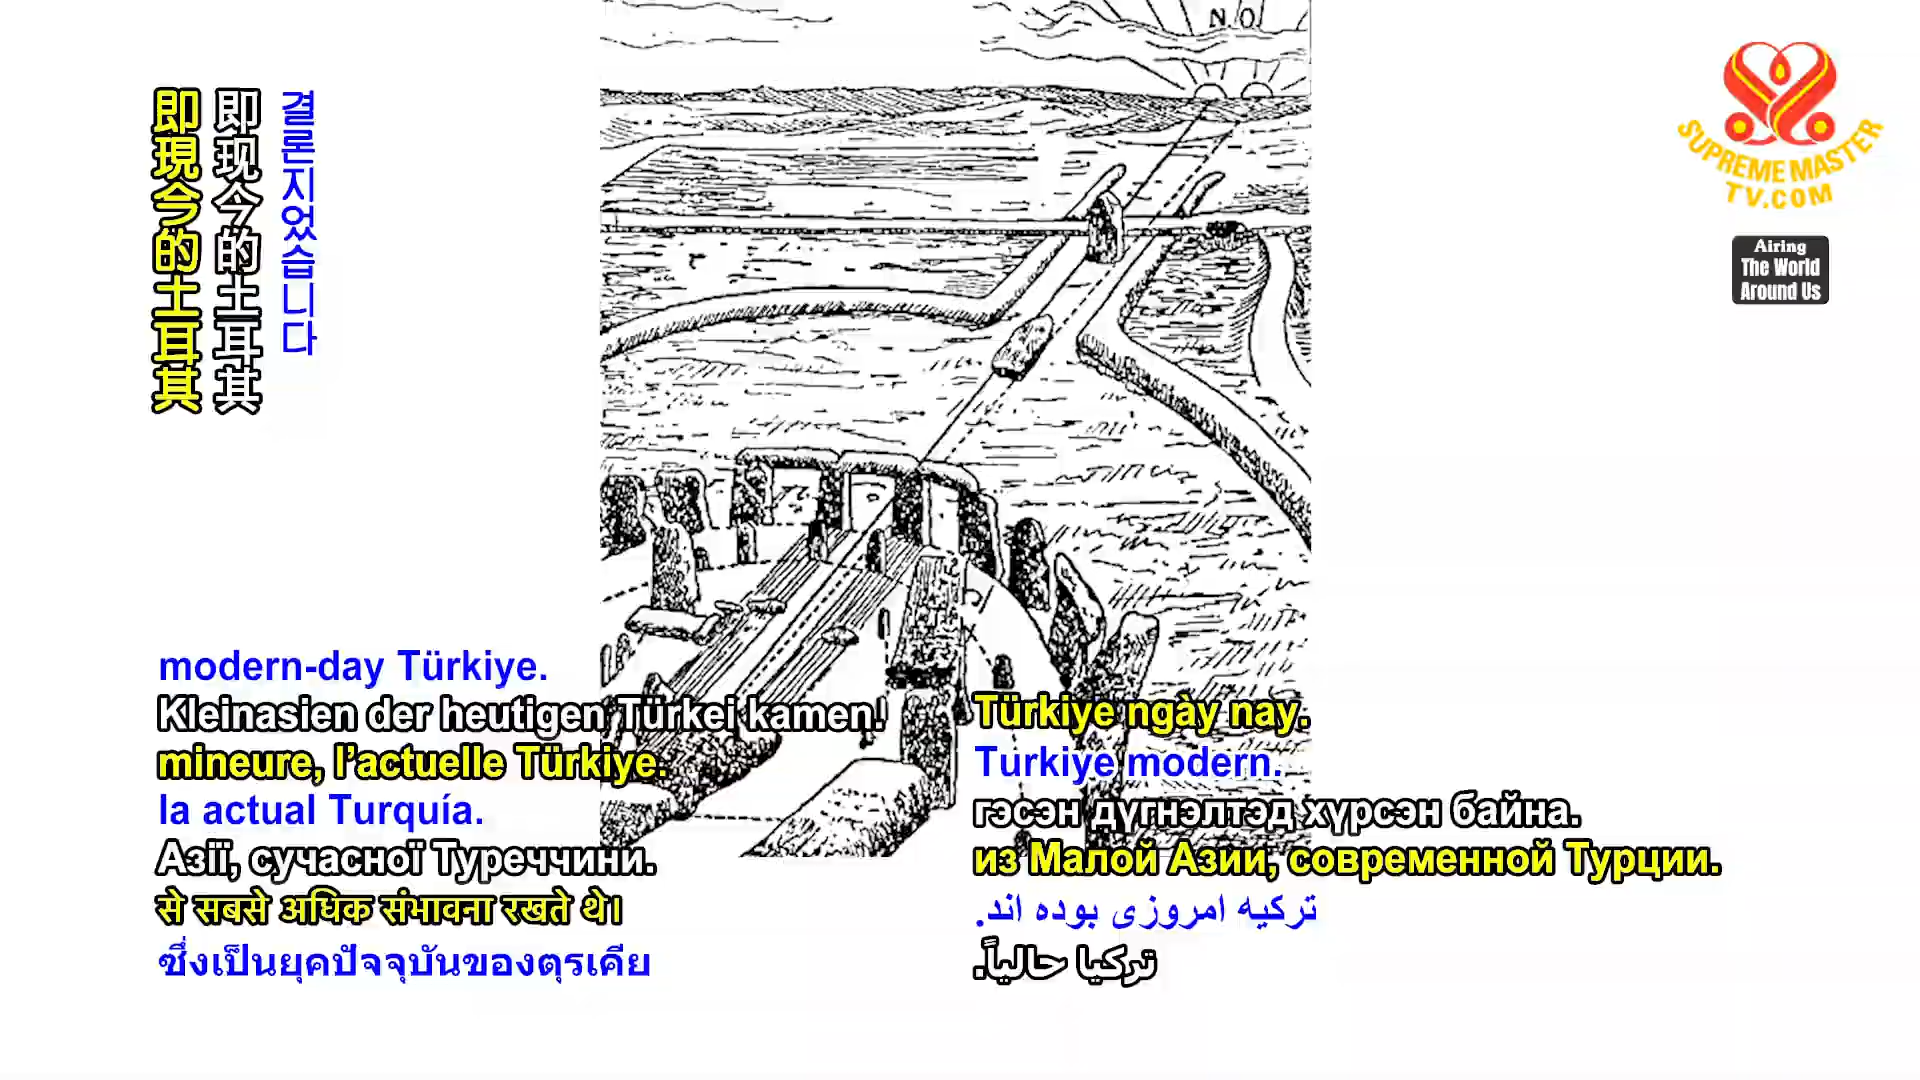 即現今的土耳其
即现今的土耳其
결론지었습니다
N.O.
SUPREME MASTER
TV.COM
Airing
The World
Around Us
modern-day Türkiye.
Kleinasien der heutigen Türkei kamen.
mineure, l’actuelle Türkiye.
la actual Turquía.
Азії, сучасної Туреччини.
से सबसे अधिक संभावना रखते थे।
ซึ่งเป็นยุคปัจจุบันของตุรเคีย
Türkiye ngày nay.
Turkiye modern.
гэсэн дүгнэлтэд хүрсэн байна.
из Малой Азии, современной Турции.
ترکیه امروزی بوده اند.
تركيا حالياً.